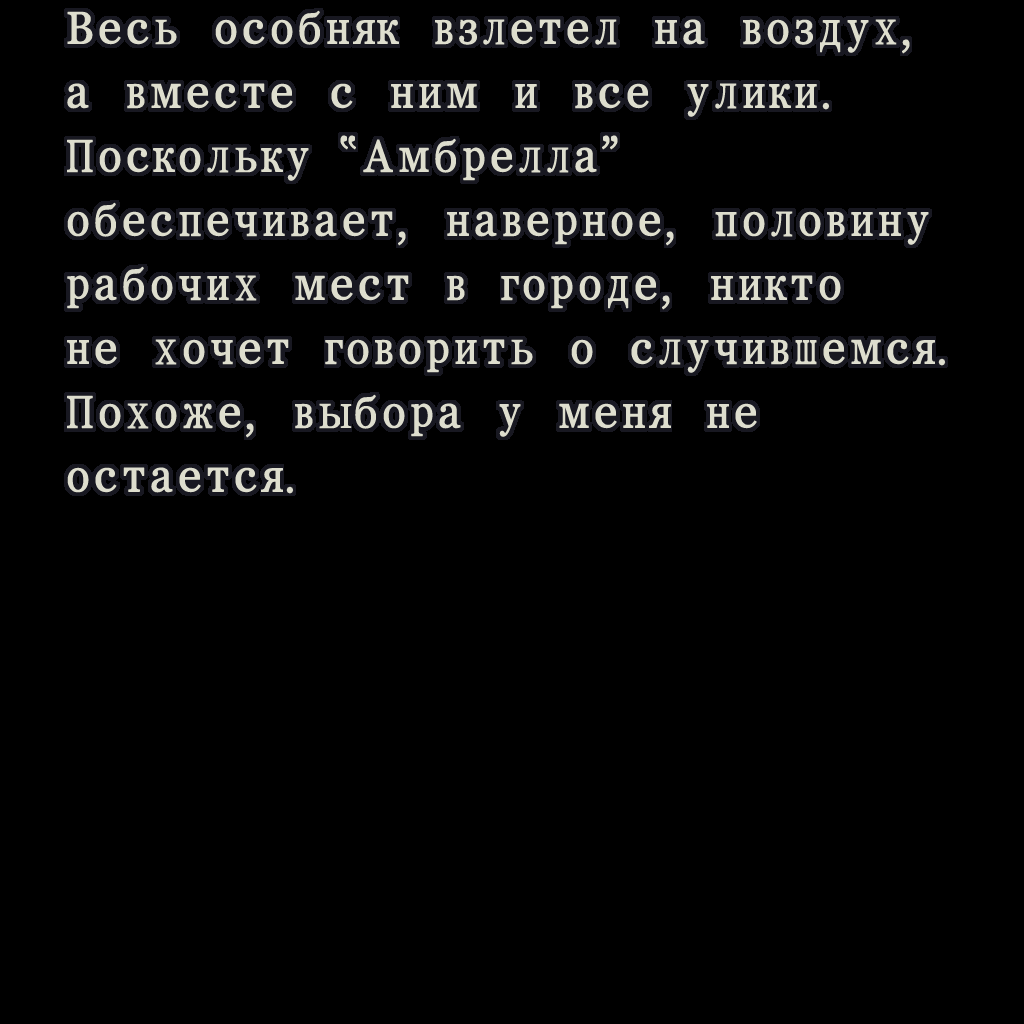 Весь особняк взлетел на воздух,
а вместе с ним и все улики.
Поскольку “Амбрелла”
обеспечивает, наверное, половину
рабочих мест в городе, никто
не хочет говорить о случившемся.
Похоже, выбора у меня не
остается.